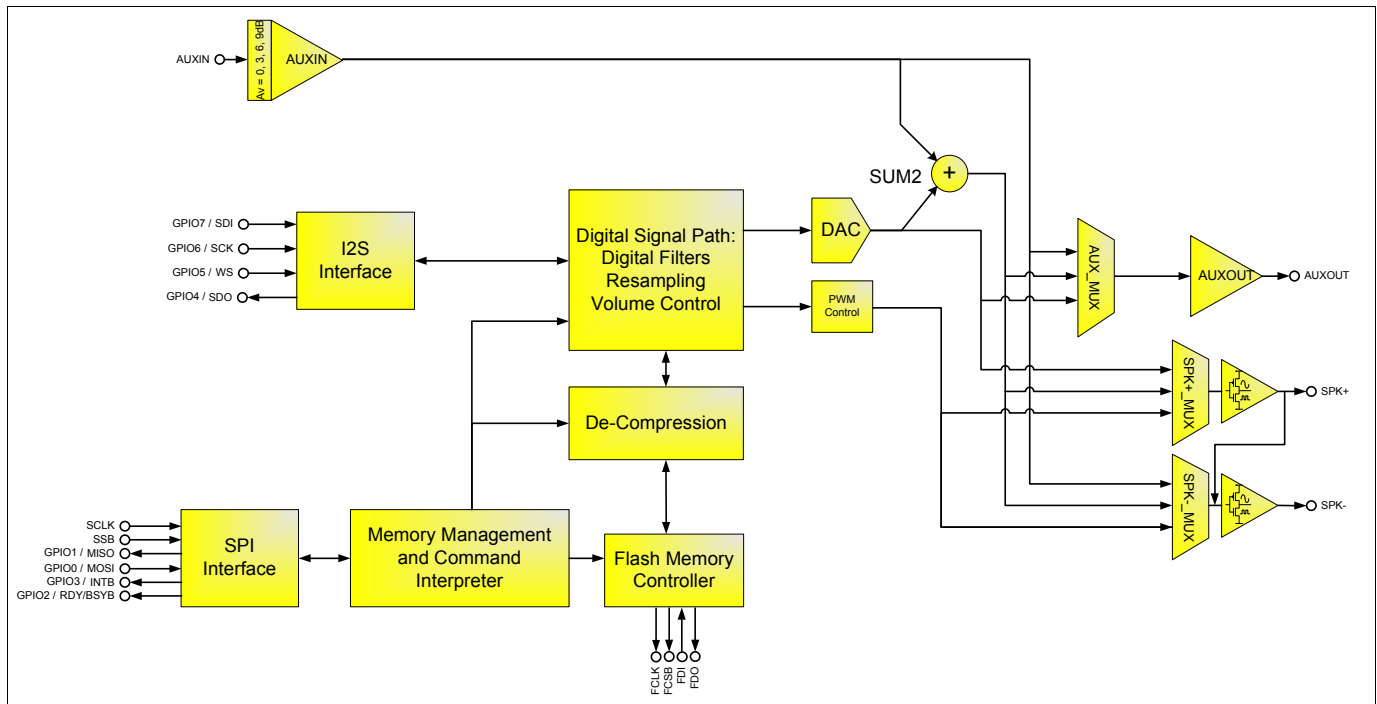 AUXIN
Av = 0, 3, 6, 9dB
AUXIN
SUM2
+
GPIO7 / SDI
GPIO6 / SCK
GPIO5 / WS
GPIO4 / SDO
I2S
Interface
Digital Signal Path:
Digital Filters
Resampling
Volume Control
DAC
PWM
Control
AUX_MUX
AUXOUT
AUXOUT
SPK+_MUX
SPK+
De-Compression
SPK-_MUX
SPK-
SCLK
SSB
GPIO1 / MISO
GPIO0 / MOSI
GPIO3 / INTB
GPIO2 / RDY/BSYB
SPI
Interface
Memory Management
and Command
Interpreter
Flash Memory
Controller
FCLK
FCSB
FDI
FDO